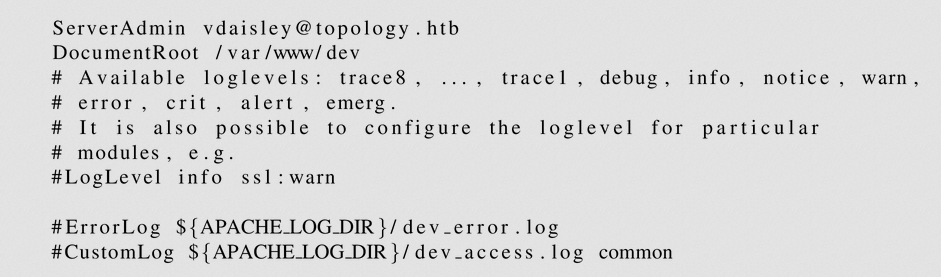 ServerAdmin vdaisley@topology.htb
DocumentRoot /var/www/dev
# Available loglevels: trace8, ..., trace1, debug, info, notice, warn,
# error, crit, alert, emerg.
# It is also possible to configure the loglevel for particular
# modules, e.g.
#LogLevel info ssl:warn
#ErrorLog ${APACHE_LOG_DIR}/dev_error.log
#CustomLog ${APACHE_LOG_DIR}/dev_access.log common